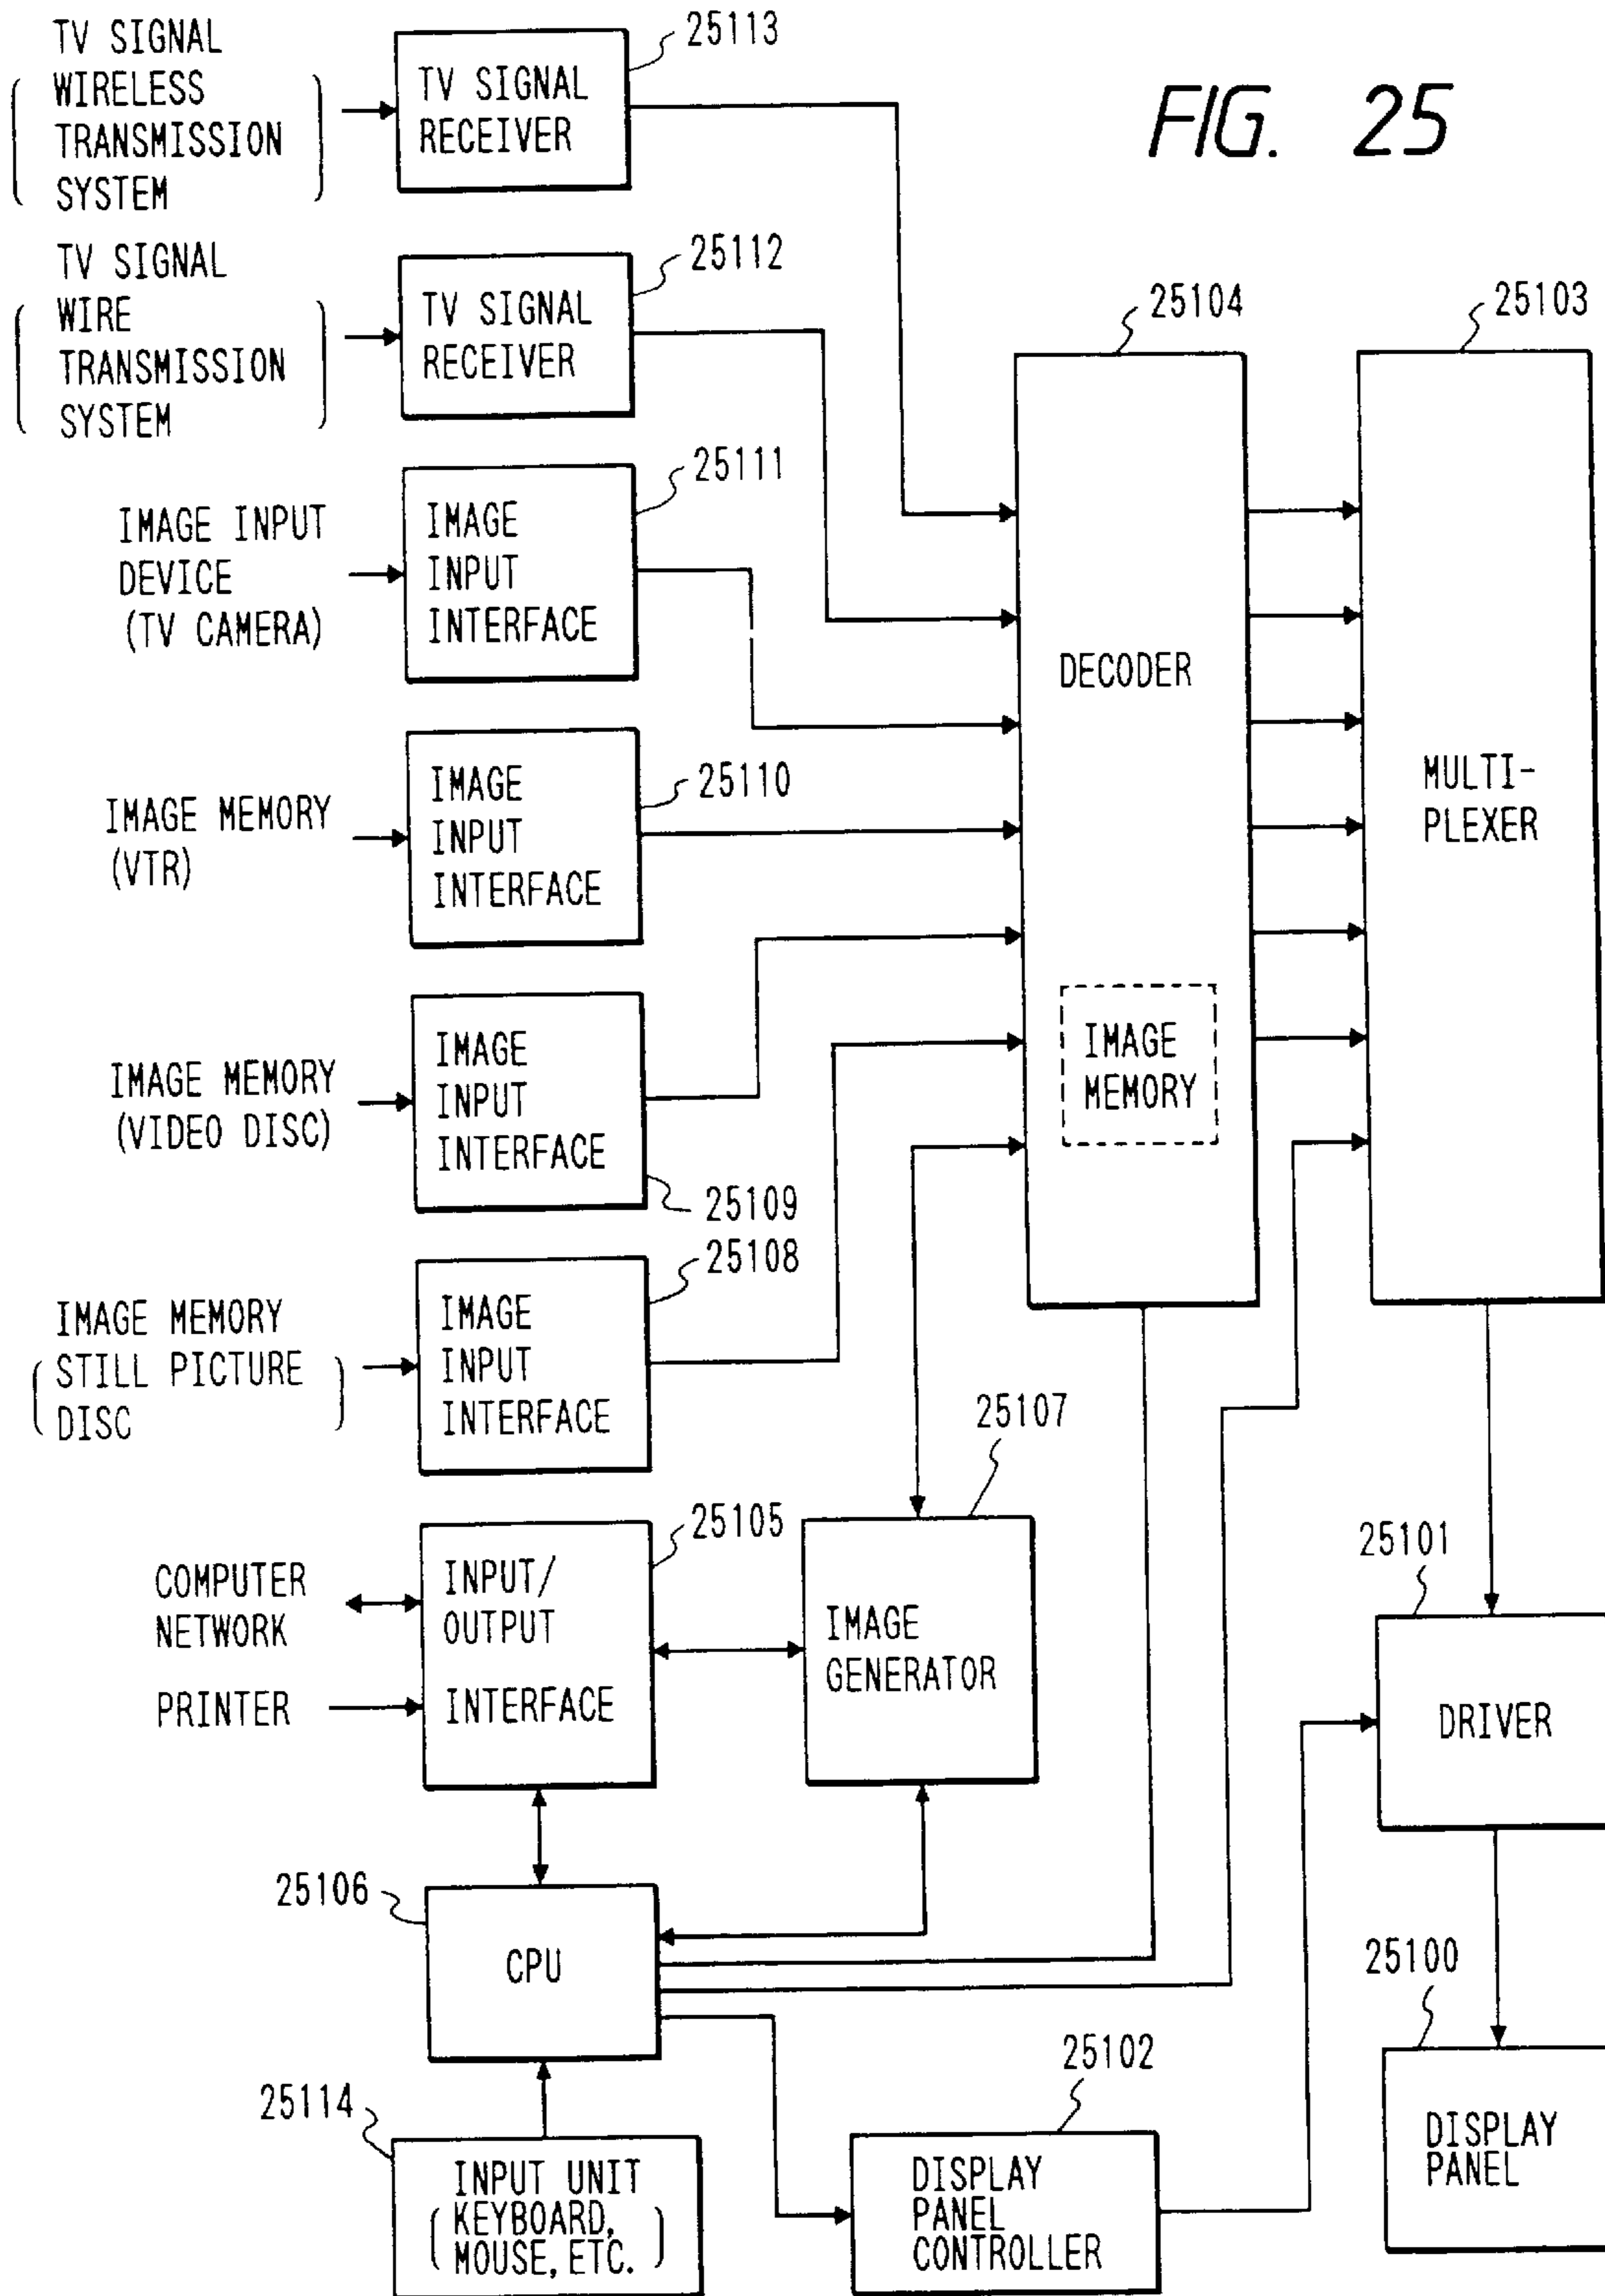 FIG. 25
TV SIGNAL
WIRELESS
TRANSMISSION
SYSTEM
TV SIGNAL
RECEIVER
25113
TV SIGNAL
WIRE
TRANSMISSION
SYSTEM
TV SIGNAL
RECEIVER
25112
IMAGE INPUT
DEVICE
(TV CAMERA)
IMAGE
INPUT
INTERFACE
25111
IMAGE MEMORY
(VTR)
IMAGE
INPUT
INTERFACE
25110
IMAGE MEMORY
(VIDEO DISC)
IMAGE
INPUT
INTERFACE
25109
IMAGE MEMORY
(STILL PICTURE
DISC)
IMAGE
INPUT
INTERFACE
25108
COMPUTER
NETWORK
PRINTER
INPUT/
OUTPUT
INTERFACE
25105
IMAGE
GENERATOR
25107
25104
DECODER
IMAGE
MEMORY
25103
MULTI-
PLEXER
25106
CPU
25114
INPUT UNIT
(KEYBOARD,
MOUSE, ETC.)
25102
DISPLAY
PANEL
CONTROLLER
25101
DRIVER
25100
DISPLAY
PANEL